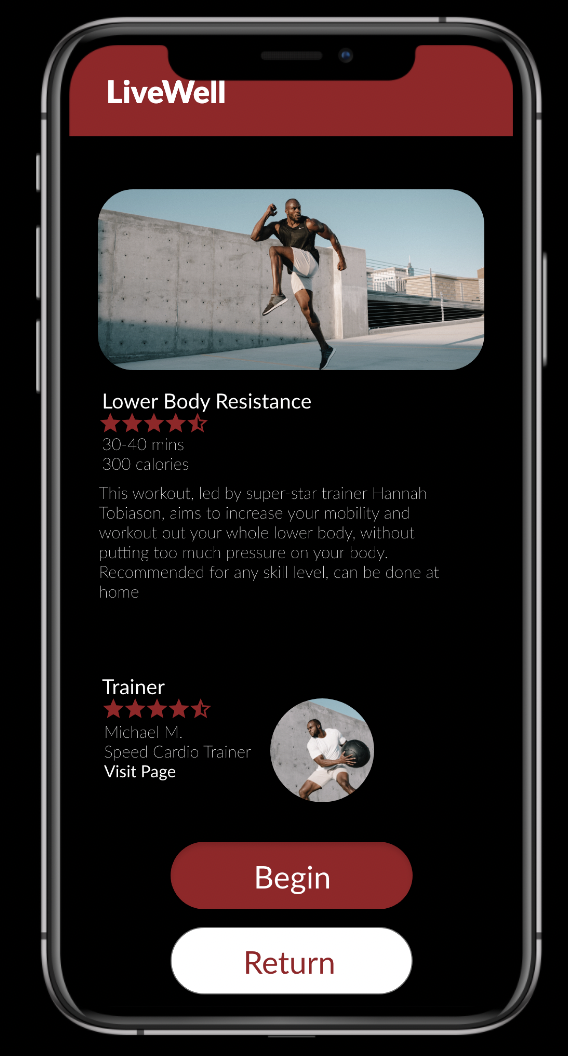 LiveWell
Lower Body Resistance
30-40 mins
300 calories
This workout, led by super-star trainer Hannah
Tobiason, aims to increase your mobility and
workout out your whole lower body, without
putting too much pressure on your body.
Recommended for any skill level, can be done at
home
Trainer
Michael M.
Speed Cardio Trainer
Visit Page
Begin
Return